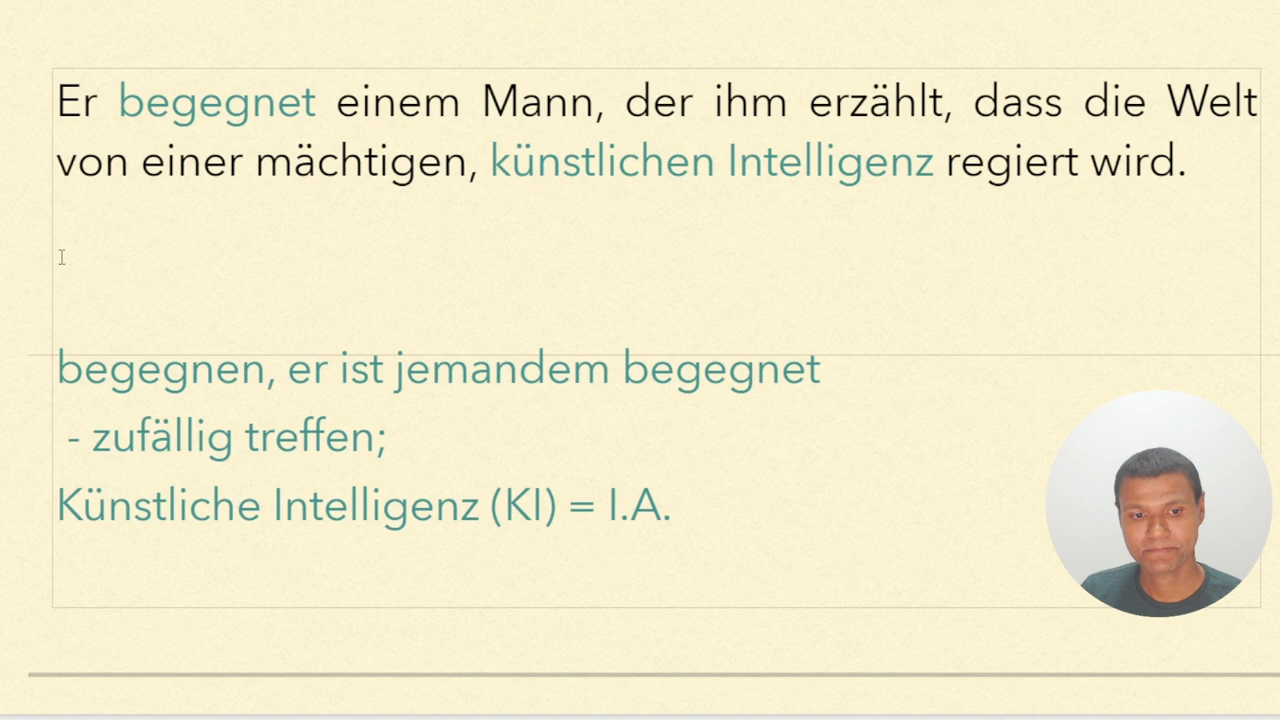 Er begegnet einem Mann, der ihm erzählt, dass die Welt
von einer mächtigen, künstlichen Intelligenz regiert wird.
begegnen, er ist jemandem begegnet
- zufällig treffen;
Künstliche Intelligenz (KI) = I.A.